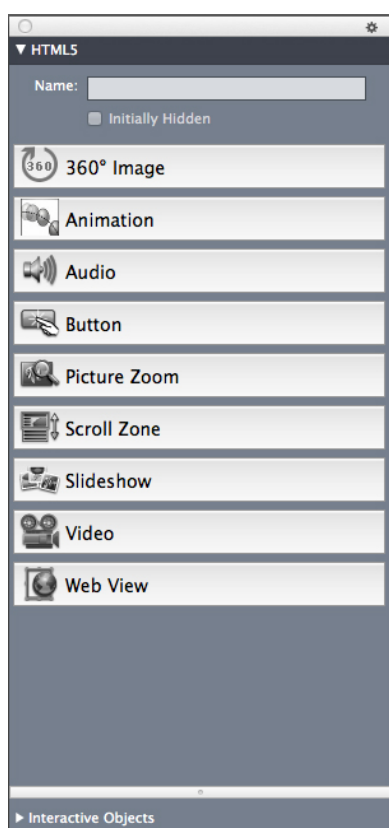 HTML5
Name:
Initially Hidden
360 360° Image
Animation
Audio
Button
Picture Zoom
Scroll Zone
Slideshow
Video
Web View
Interactive Objects